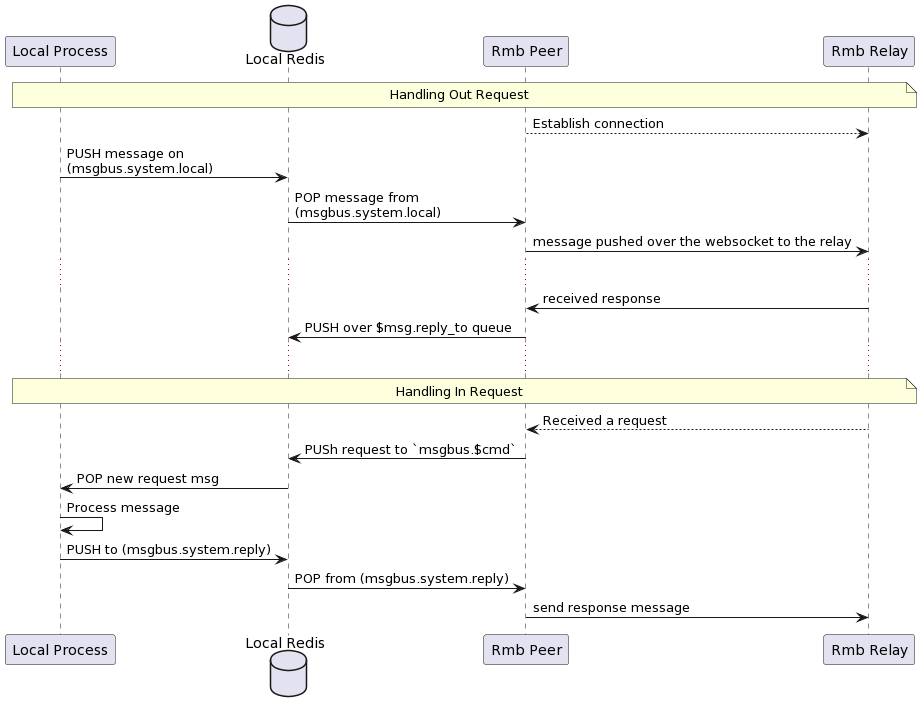 Local Process
Local Redis
Rmb Peer
Rmb Relay
Handling Out Request
Establish connection
PUSH message on
(msgbus.system.local)
POP message from
(msgbus.system.local)
message pushed over the websocket to the relay
received response
PUSH over $msg.reply_to queue
Handling In Request
Received a request
PUSh request to `msgbus.$cmd`
POP new request msg
Process message
PUSH to (msgbus.system.reply)
POP from (msgbus.system.reply)
send response message
Local Process
Local Redis
Rmb Peer
Rmb Relay